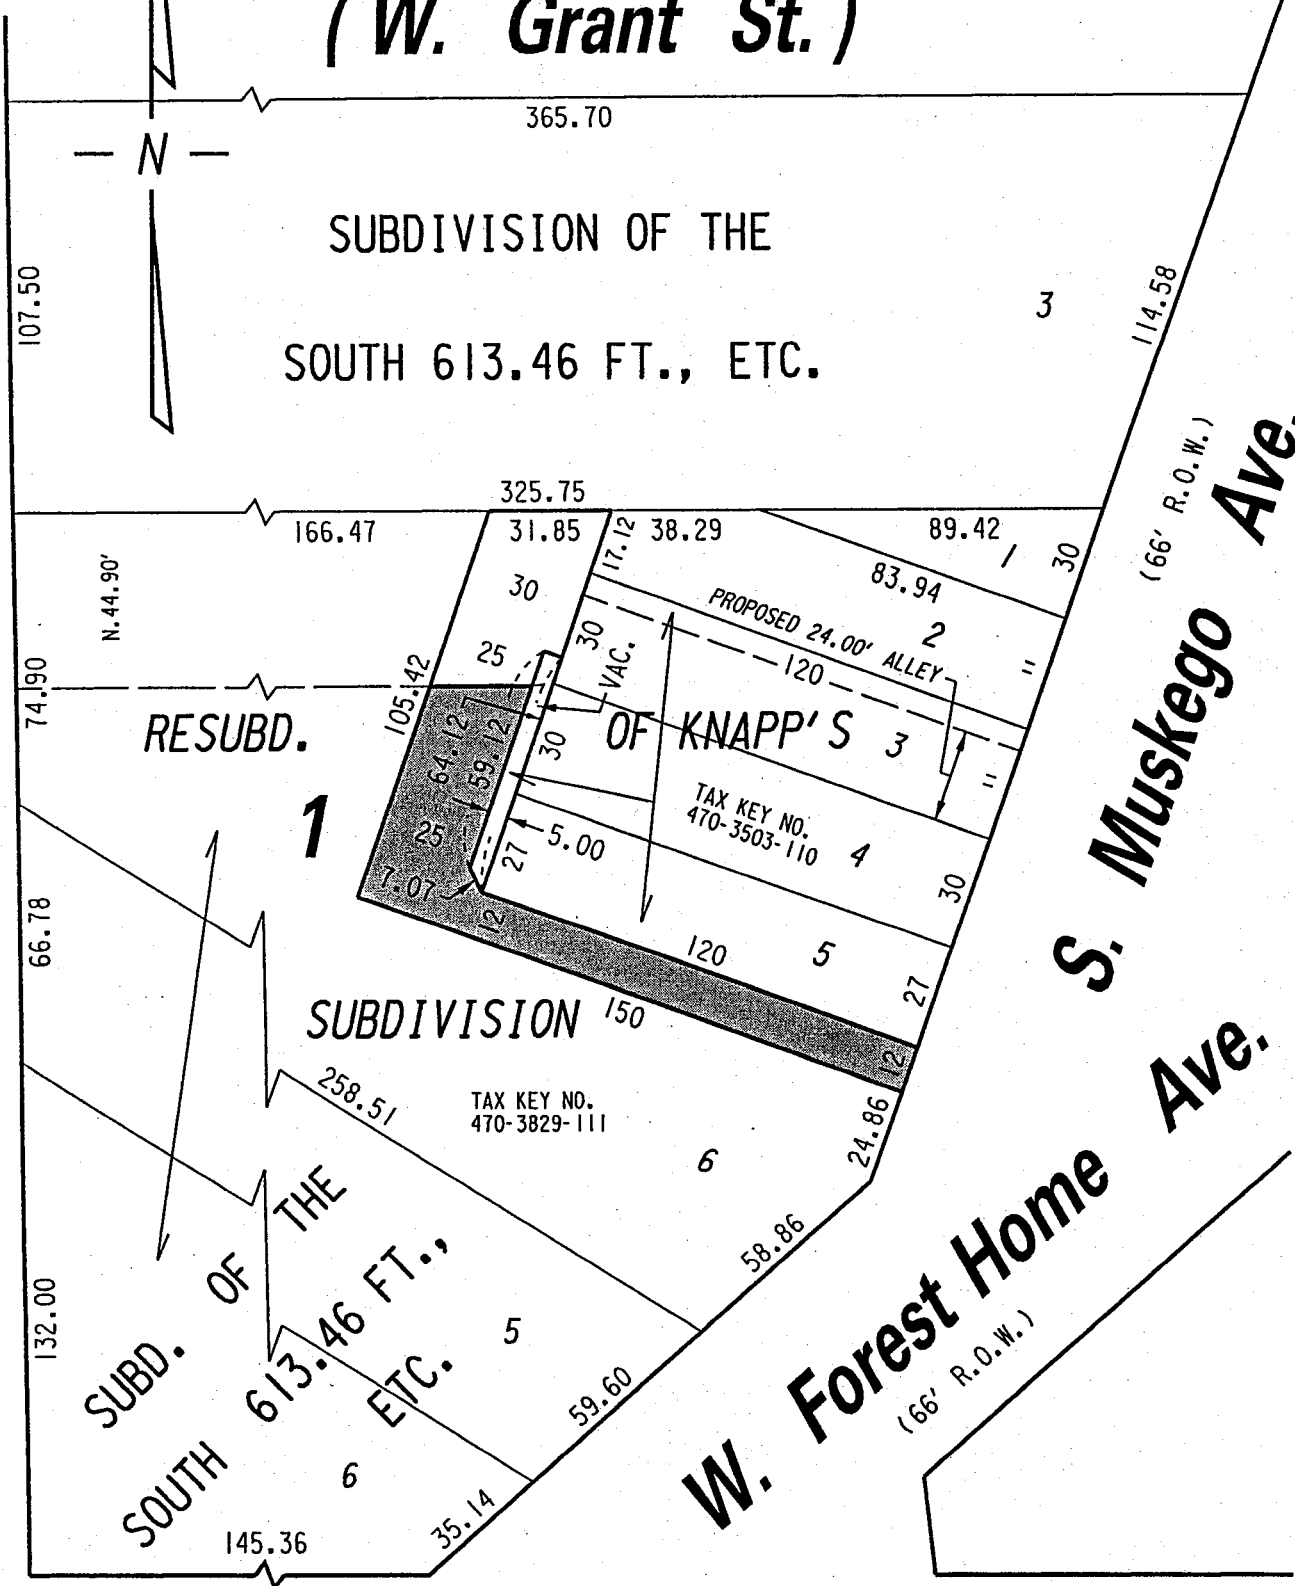 ( W. Grant St. )
365.70
N
SUBDIVISION OF THE
SOUTH 613.46 FT., ETC.
3
107.50
114.58
(66' R.O.W.)
S. Muskego Ave.
325.75
166.47
31.85
17.12
38.29
89.42
1
30
N.44.90'
30
83.94
2
PROPOSED 24.00' ALLEY
120
"
30
VAC.
25
105.42
74.90
RESUBD.
OF KNAPP'S
3
"
64.12
59.12
30
TAX KEY NO.
470-3503-110
4
30
1
25
5.00
27
7.07
12
120
5
27
66.78
SUBDIVISION
150
12
258.51
TAX KEY NO.
470-3829-111
6
24.86
58.86
W. Forest Home Ave.
(66' R.O.W.)
SUBD. OF THE
SOUTH 613.46 FT.,
ETC.
5
132.00
59.60
6
35.14
145.36